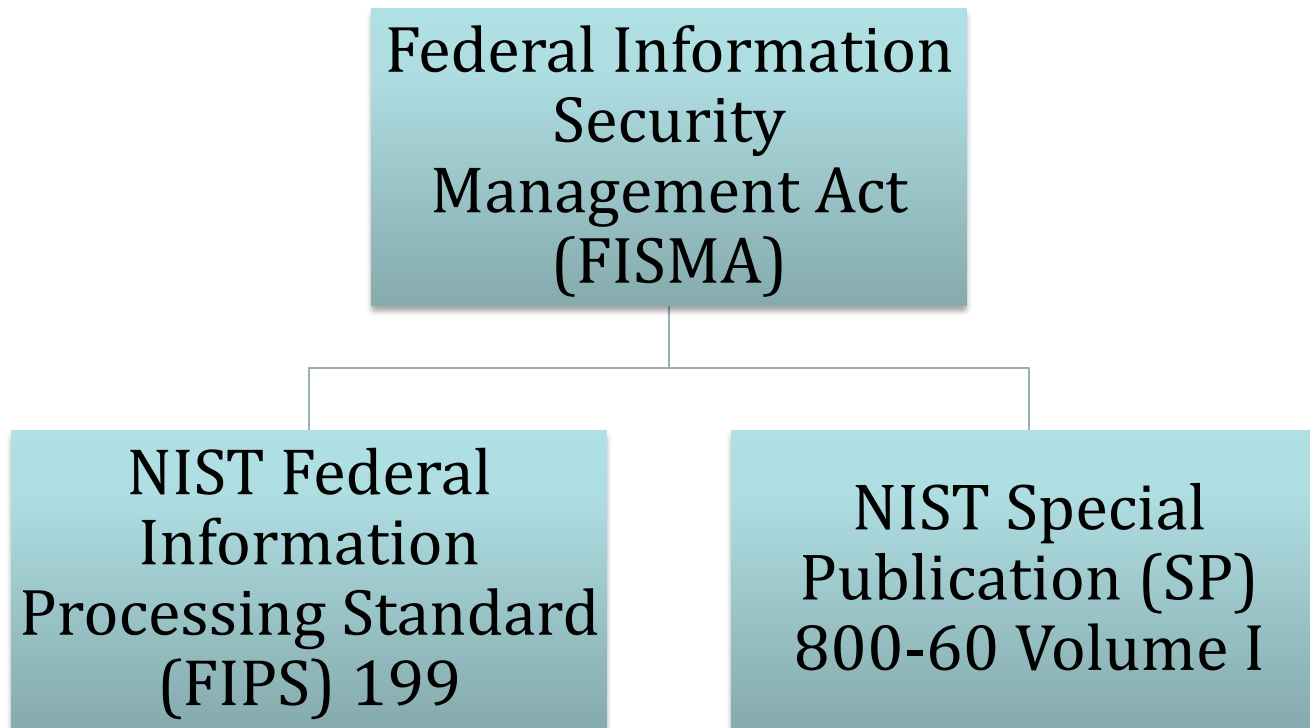 Federal Information
Security
Management Act
(FISMA)
NIST Federal
Information
Processing Standard
(FIPS) 199
NIST Special
Publication (SP)
800-60 Volume I